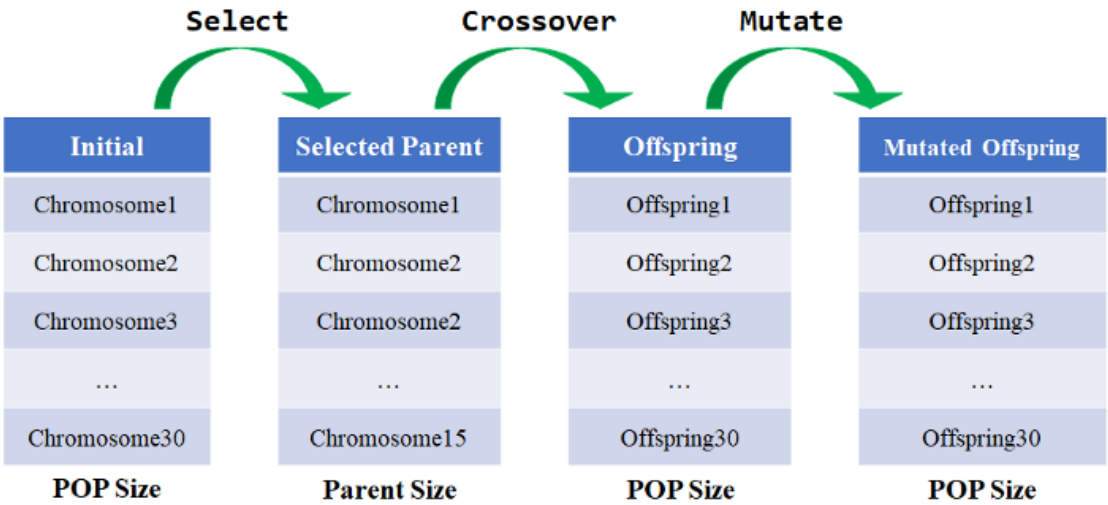 Select Crossover Mutate
Initial Selected Parent Offspring Mutated Offspring
Chromosome1 Chromosome1 Offspring1 Offspring1
Chromosome2 Chromosome2 Offspring2 Offspring2
Chromosome3 Chromosome2 Offspring3 Offspring3
... ... ... ...
Chromosome30 Chromosome15 Offspring30 Offspring30
POP Size Parent Size POP Size POP Size